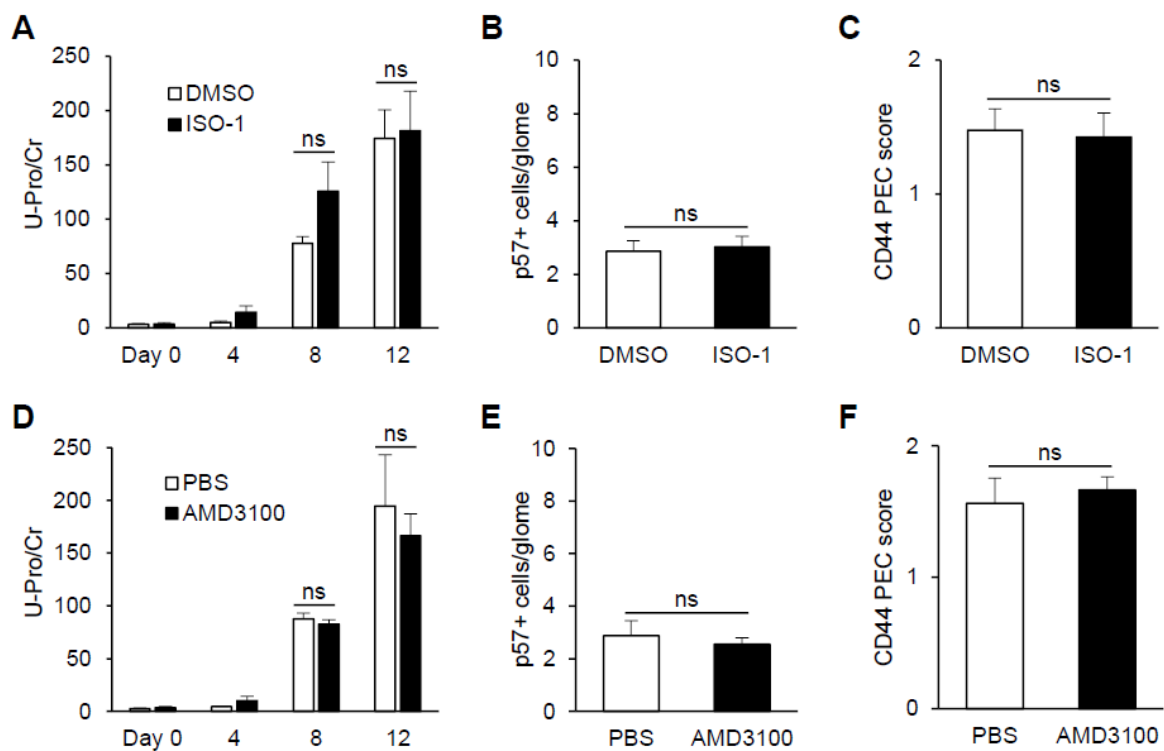 A
U-Pro/Cr
250
200
150
100
50
0
DMSO
ISO-1
ns
ns
Day 0 4 8 12
B
p57+ cells/glome
10
8
6
4
2
0
ns
DMSO ISO-1
C
CD44 PEC score
2
1
0
ns
DMSO ISO-1
D
U-Pro/Cr
250
200
150
100
50
0
PBS
AMD3100
ns
ns
Day 0 4 8 12
E
p57+ cells/glome
10
8
6
4
2
0
ns
PBS AMD3100
F
CD44 PEC score
2
1
0
ns
PBS AMD3100